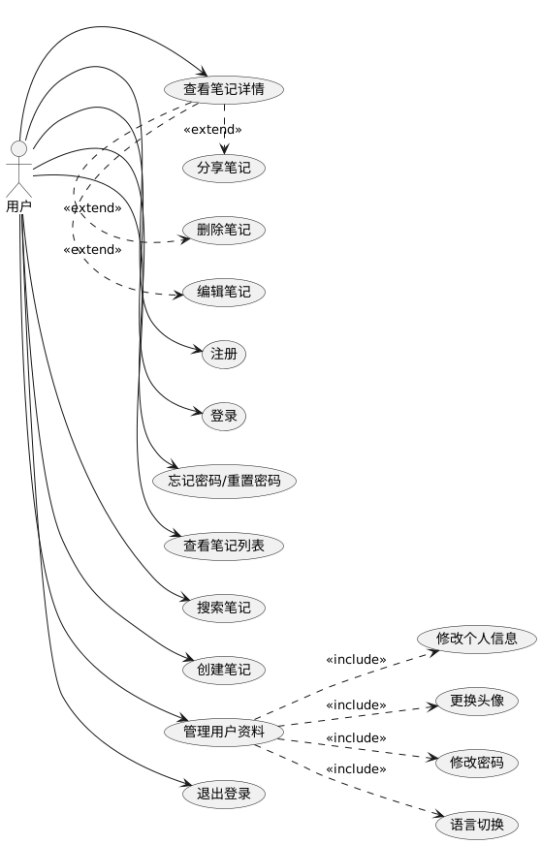 查看笔记详情
«extend»
分享笔记
用户
«extend»
删除笔记
«extend»
编辑笔记
注册
登录
忘记密码/重置密码
查看笔记列表
搜索笔记
修改个人信息
«include»
创建笔记
更换头像
«include»
管理用户资料
«include»
修改密码
«include»
退出登录
语言切换